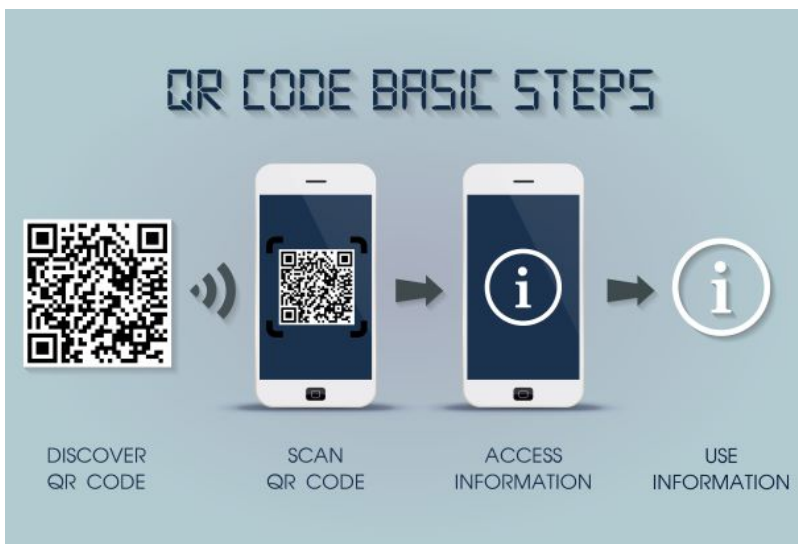 QR CODE BASIC STEPS
DISCOVER
QR CODE
SCAN
QR CODE
ACCESS
INFORMATION
USE
INFORMATION